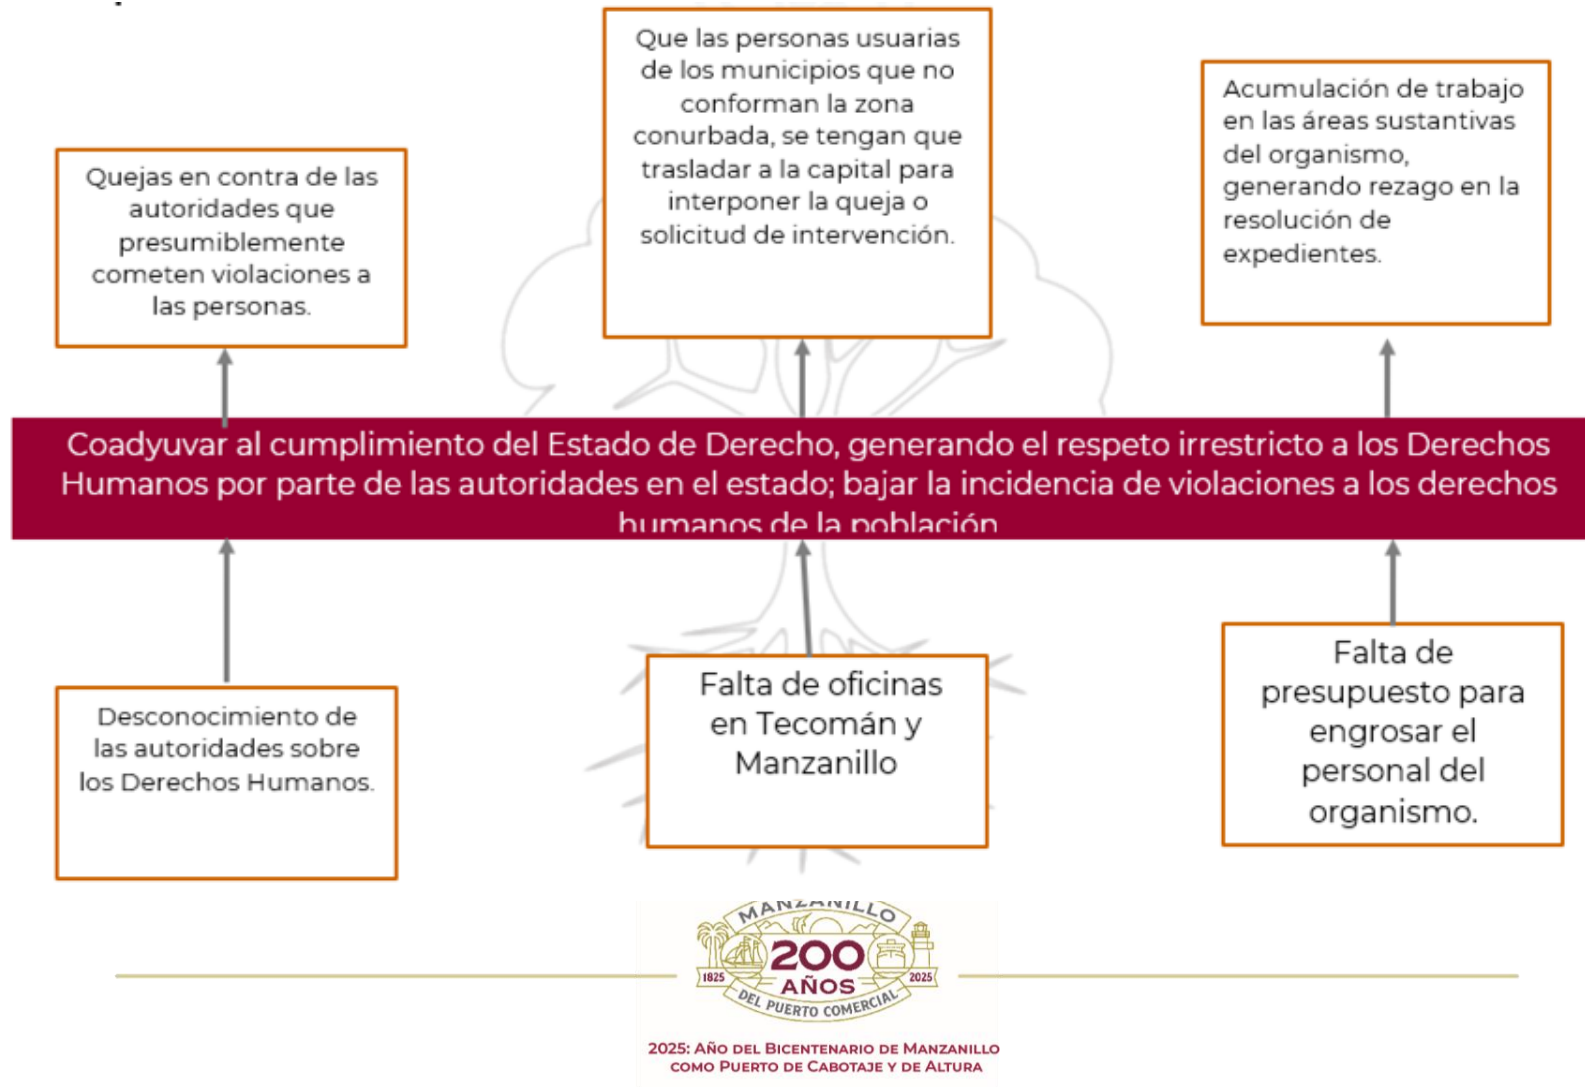 Que las personas usuarias
de los municipios que no
conforman la zona
conurbada, se tengan que
trasladar a la capital para
interponer la queja o
solicitud de intervención.
Acumulación de trabajo
en las áreas sustantivas
del organismo,
generando rezago en la
resolución de
expedientes.
Quejas en contra de las
autoridades que
presumiblemente
cometen violaciones a
las personas.
Coadyuvar al cumplimiento del Estado de Derecho, generando el respeto irrestricto a los Derechos
Humanos por parte de las autoridades en el estado; bajar la incidencia de violaciones a los derechos
humanos de la población
Desconocimiento de
las autoridades sobre
los Derechos Humanos.
Falta de oficinas
en Tecomán y
Manzanillo
Falta de
presupuesto para
engrosar el
personal del
organismo.
MANZANILLO
200
1825
AÑOS
2025
DEL PUERTO COMERCIAL
2025: AÑO DEL BICENTENARIO DE MANZANILLO
COMO PUERTO DE CABOTAJE Y DE ALTURA